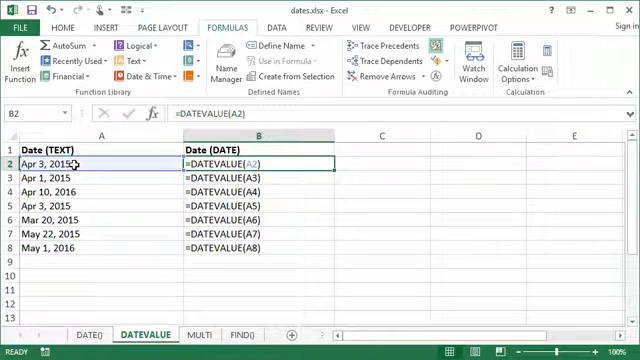 dates.xlsx - Excel
FILE HOME INSERT PAGE LAYOUT FORMULAS DATA REVIEW VIEW DEVELOPER POWERPIVOT Sign in
fx Insert Function
Σ AutoSum
Recently Used
Financial
Logical
Text
Date & Time
Function Library
Name Manager
Define Name
Use in Formula
Create from Selection
Defined Names
Trace Precedents
Trace Dependents
Remove Arrows
Watch Window
Formula Auditing
Calculation Options
Calculation
B2 fx =DATEVALUE(A2)
A B C D E
1 Date (TEXT) Date (DATE)
2 Apr 3, 2015 =DATEVALUE(A2)
3 Apr 1, 2015 =DATEVALUE(A3)
4 Apr 10, 2016 =DATEVALUE(A4)
5 Apr 3, 2015 =DATEVALUE(A5)
6 Mar 20, 2015 =DATEVALUE(A6)
7 May 22, 2015 =DATEVALUE(A7)
8 May 1, 2016 =DATEVALUE(A8)
9
10
11
12
13
DATE() DATEVALUE MULTI FIND()
READY 100%